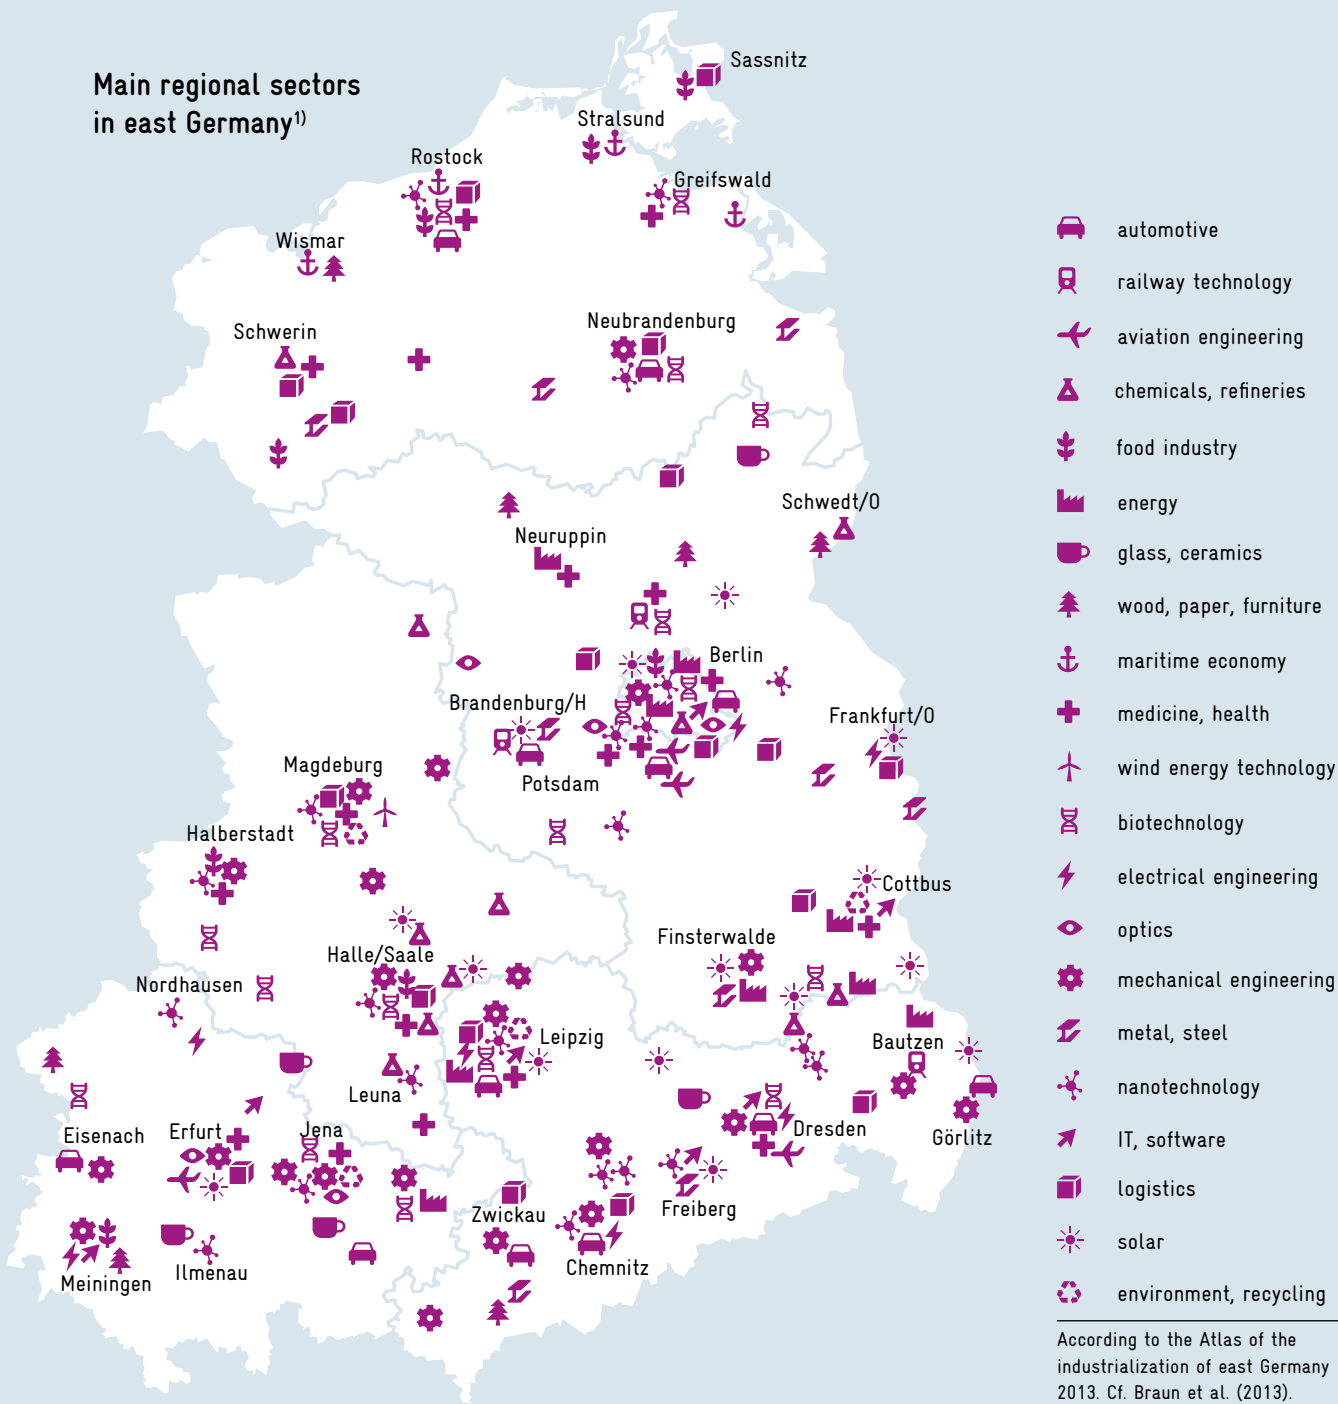 Main regional sectors
in east Germany¹⁾
Sassnitz
Stralsund
Rostock
Greifswald
Wismar
Schwerin
Neubrandenburg
Schwedt/O
Neuruppin
Berlin
Brandenburg/H
Frankfurt/O
Magdeburg
Potsdam
Halberstadt
Cottbus
Finsterwalde
Halle/Saale
Nordhausen
Leipzig
Bautzen
Leuna
Eisenach
Erfurt
Jena
Dresden
Görlitz
Freiberg
Zwickau
Chemnitz
Meiningen
Ilmenau
automotive
railway technology
aviation engineering
chemicals, refineries
food industry
energy
glass, ceramics
wood, paper, furniture
maritime economy
medicine, health
wind energy technology
biotechnology
electrical engineering
optics
mechanical engineering
metal, steel
nanotechnology
IT, software
logistics
solar
environment, recycling
According to the Atlas of the
industrialization of east Germany
2013. Cf. Braun et al. (2013).